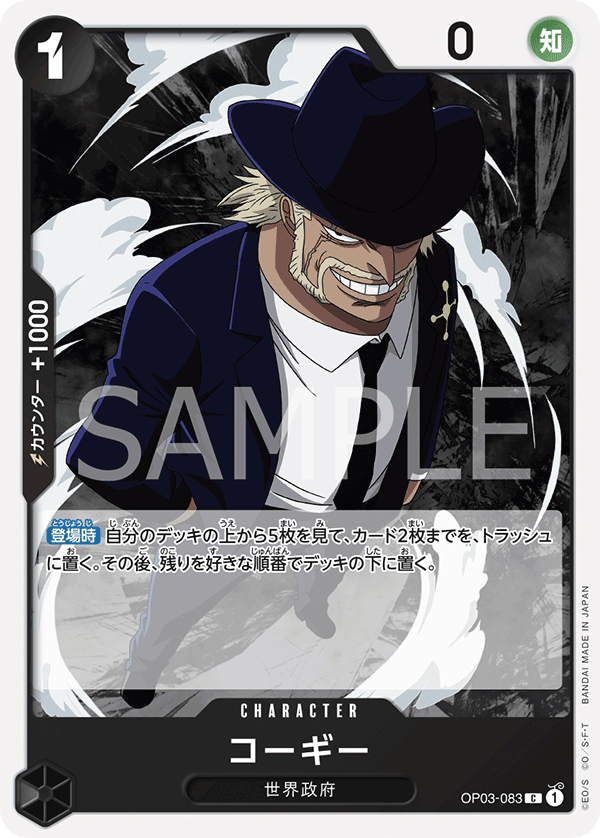 1
0
知
カウンター +1000
SAMPLE
登場時 自分のデッキの上から5枚を見て、カード2枚までを、トラッシュ
に置く。その後、残りを好きな順番でデッキの下に置く。
CHARACTER
コーギー
世界政府
OP03-083 C 1
©E.O/S ©O/S・F・T BANDAI MADE IN JAPAN